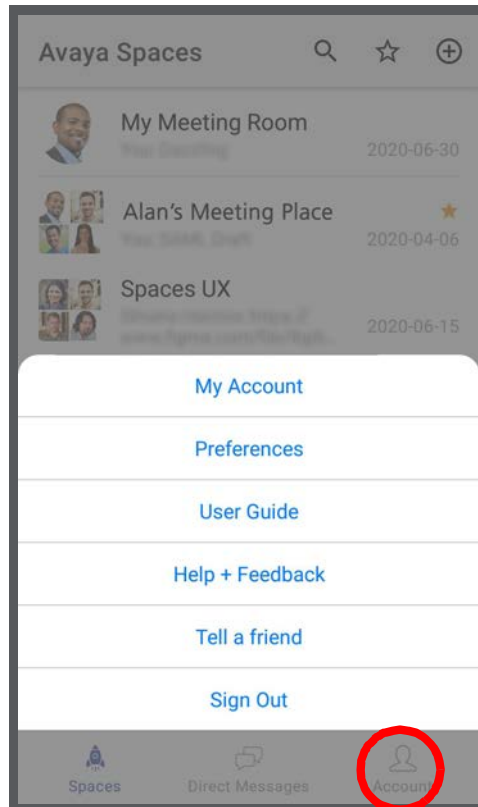 Avaya Spaces
My Meeting Room
2020-06-30
Alan's Meeting Place
2020-04-06
Spaces UX
2020-06-15
My Account
Preferences
User Guide
Help + Feedback
Tell a friend
Sign Out
Spaces Direct Messages Account